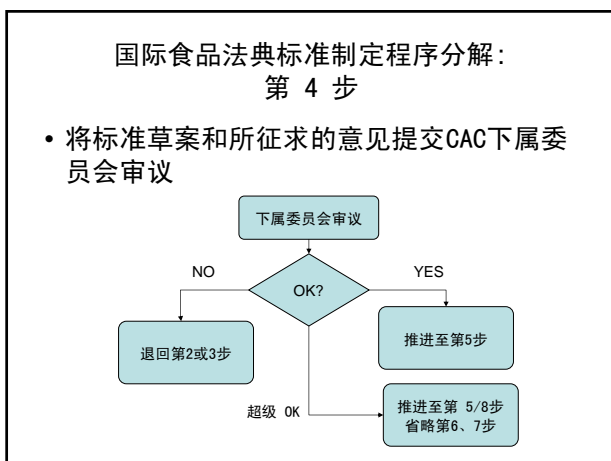 国际食品法典标准制定程序分解:
第 4 步
• 将标准草案和所征求的意见提交CAC下属委
员会审议
下属委员会审议
NO
YES
OK?
退回第2或3步
推进至第5步
超级 OK
推进至第 5/8步
省略第6、7步